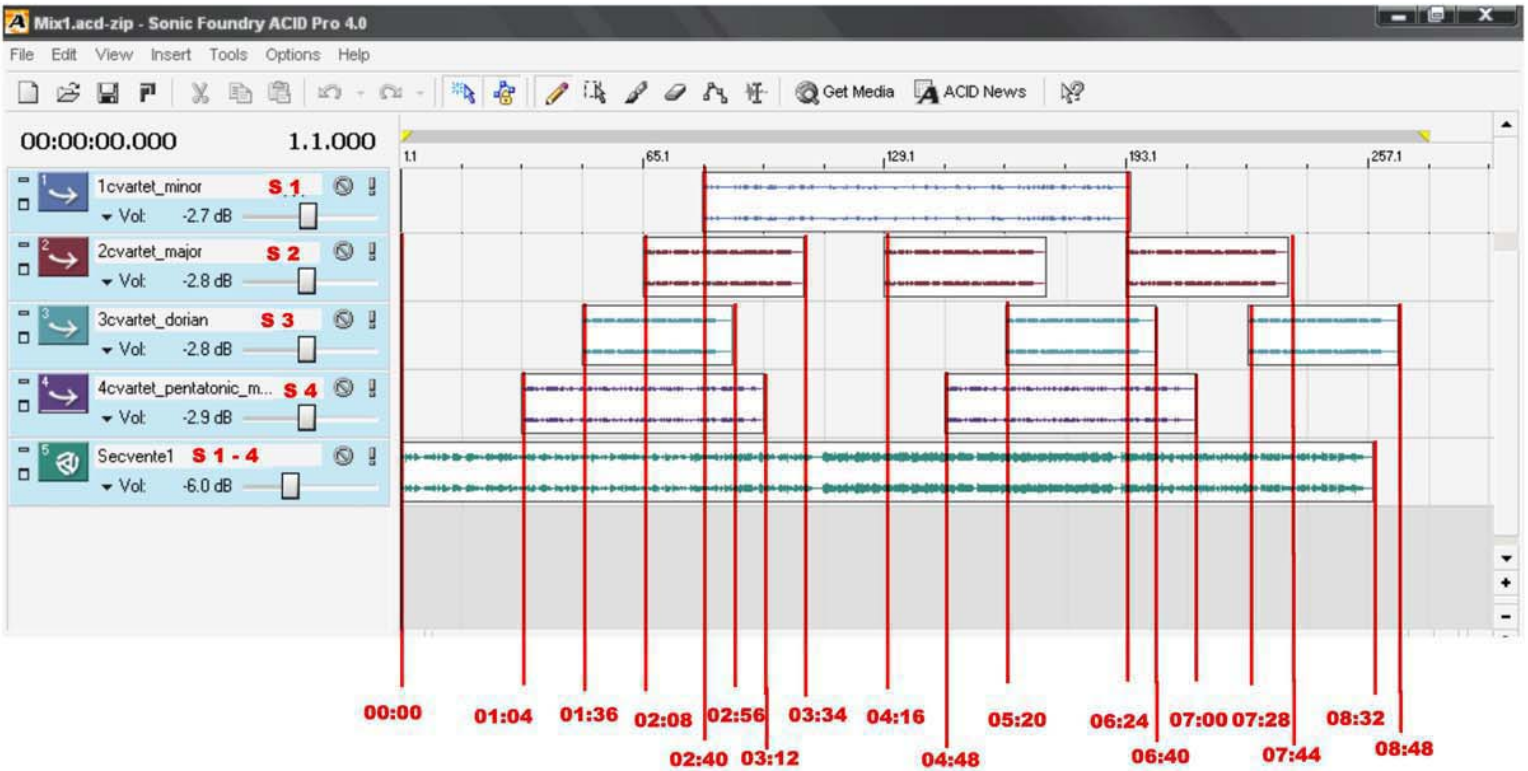 Mix1.acd-zip - Sonic Foundry ACID Pro 4.0
File Edit View Insert Tools Options Help
Get Media ACID News
00:00:00.000 1.1.000
1.1 65.1 129.1 193.1 257.1
1 1cvartet_minor S 1
Vol: -2.7 dB
2 2cvartet_major S 2
Vol: -2.8 dB
3 3cvartet_dorian S 3
Vol: -2.8 dB
4 4cvartet_pentatonic_m... S 4
Vol: -2.9 dB
5 Secvente1 S 1 - 4
Vol: -6.0 dB
00:00 01:04 01:36 02:08 02:56 03:34 04:16 05:20 06:24 07:00 07:28 08:32
02:40 03:12 04:48 06:40 07:44 08:48